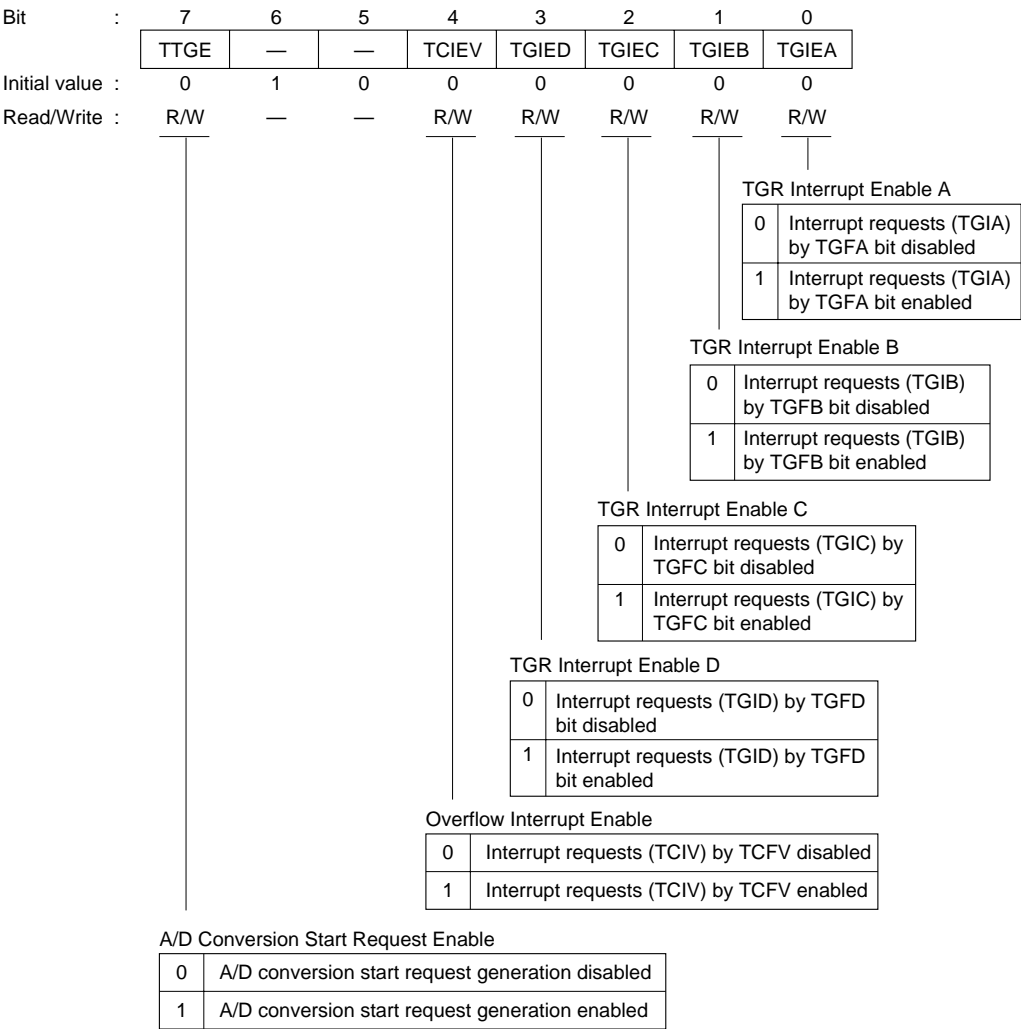 Bit : 7 6 5 4 3 2 1 0
TTGE — — TCIEV TGIED TGIEC TGIEB TGIEA
Initial value : 0 1 0 0 0 0 0 0
Read/Write : R/W — — R/W R/W R/W R/W R/W
TGR Interrupt Enable A
0 Interrupt requests (TGIA)
by TGFA bit disabled
1 Interrupt requests (TGIA)
by TGFA bit enabled
TGR Interrupt Enable B
0 Interrupt requests (TGIB)
by TGFB bit disabled
1 Interrupt requests (TGIB)
by TGFB bit enabled
TGR Interrupt Enable C
0 Interrupt requests (TGIC) by
TGFC bit disabled
1 Interrupt requests (TGIC) by
TGFC bit enabled
TGR Interrupt Enable D
0 Interrupt requests (TGID) by TGFD
bit disabled
1 Interrupt requests (TGID) by TGFD
bit enabled
Overflow Interrupt Enable
0 Interrupt requests (TCIV) by TCFV disabled
1 Interrupt requests (TCIV) by TCFV enabled
A/D Conversion Start Request Enable
0 A/D conversion start request generation disabled
1 A/D conversion start request generation enabled